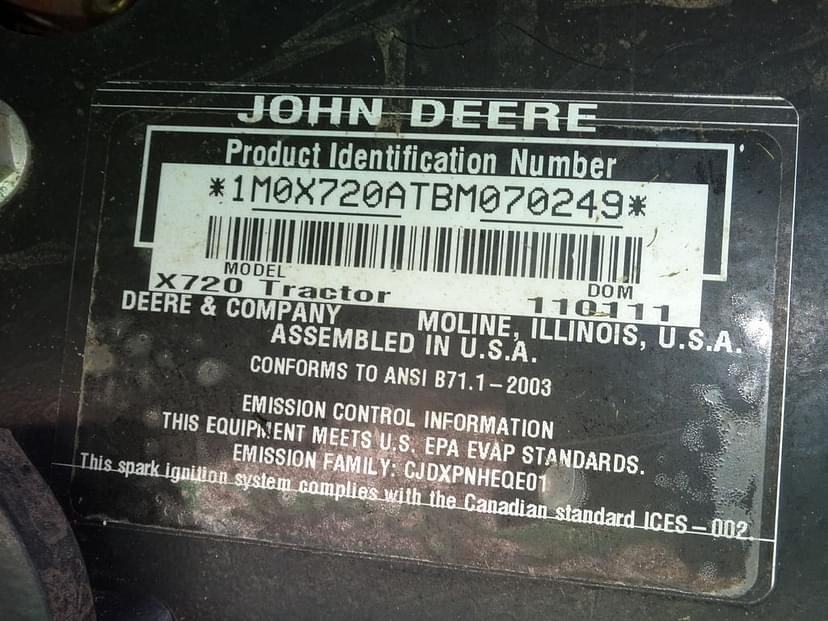 JOHN DEERE
Product Identification Number
*1M0X720ATBM070249*
MODEL DOM
X720 Tractor 110111
DEERE & COMPANY MOLINE, ILLINOIS, U.S.A.
ASSEMBLED IN U.S.A.
CONFORMS TO ANSI B71.1-2003
EMISSION CONTROL INFORMATION
THIS EQUIPMENT MEETS U.S. EPA EVAP STANDARDS.
EMISSION FAMILY: CJDXPNHEQE01
This spark ignition system complies with the Canadian standard ICES-002